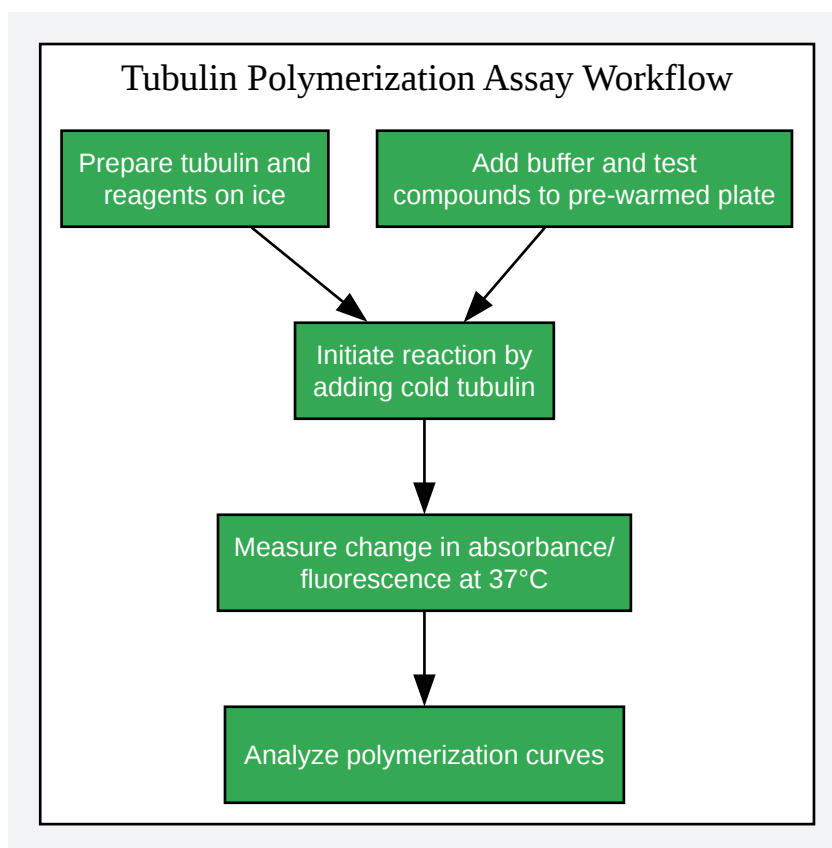 Tubulin Polymerization Assay Workflow
Prepare tubulin and
reagents on ice
Add buffer and test
compounds to pre-warmed plate
Initiate reaction by
adding cold tubulin
Measure change in absorbance/
fluorescence at 37°C
Analyze polymerization curves